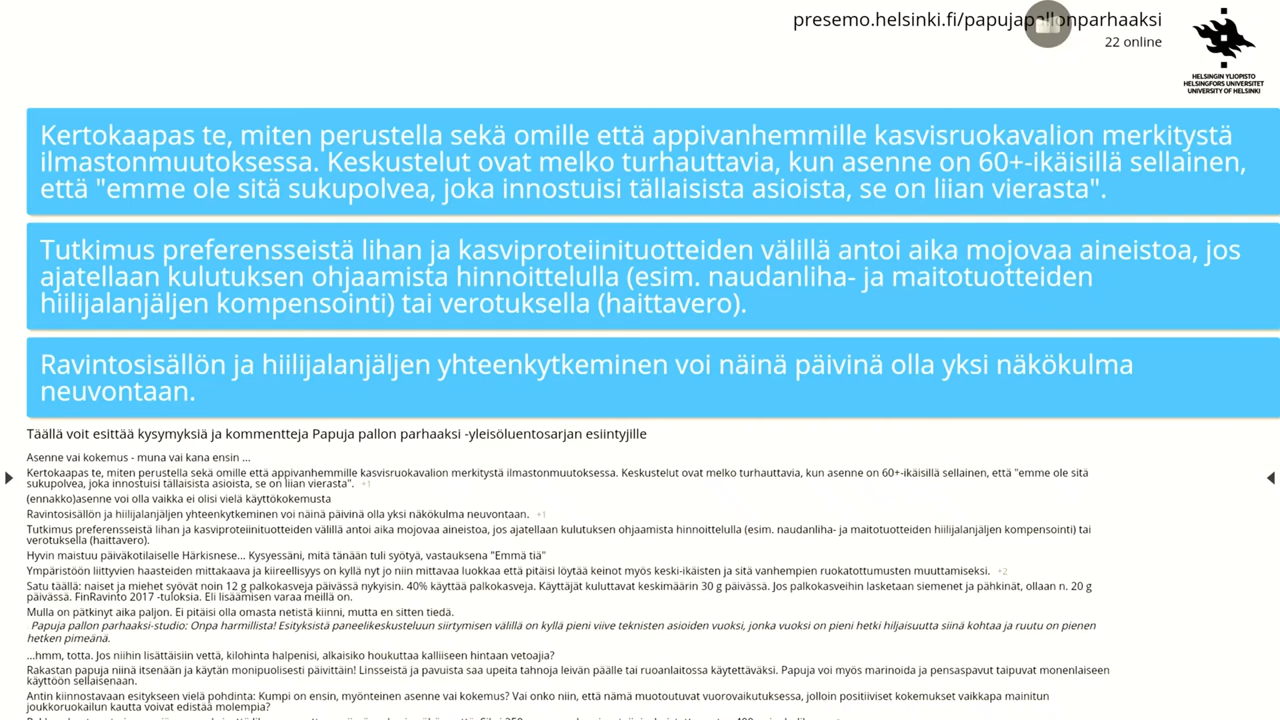 presemo.helsinki.fi/papujapallonparhaaksi
22 online
HELSINGIN YLIOPISTO
HELSINGFORS UNIVERSITET
UNIVERSITY OF HELSINKI
Kertokaapas te, miten perustella sekä omille että appivanhemmille kasvisruokavalion merkitystä
ilmastonmuutoksessa. Keskustelut ovat melko turhauttavia, kun asenne on 60+-ikäisillä sellainen,
että "emme ole sitä sukupolvea, joka innostuisi tällaisista asioista, se on liian vierasta".
Tutkimus preferensseistä lihan ja kasviproteiinituotteiden välillä antoi aika mojovaa aineistoa, jos
ajatellaan kulutuksen ohjaamista hinnoittelulla (esim. naudanliha- ja maitotuotteiden
hiilijalanjäljen kompensointi) tai verotuksella (haittavero).
Ravintosisällön ja hiilijalanjäljen yhteenkytkeminen voi näinä päivinä olla yksi näkökulma
neuvontaan.
Täällä voit esittää kysymyksiä ja kommentteja Papuja pallon parhaaksi -yleisöluentosarjan esiintyjille
Asenne vai kokemus - muna vai kana ensin ...
Kertokaapas te, miten perustella sekä omille että appivanhemmille kasvisruokavalion merkitystä ilmastonmuutoksessa. Keskustelut ovat melko turhauttavia, kun asenne on 60+-ikäisillä sellainen, että "emme ole sitä
sukupolvea, joka innostuisi tällaisista asioista, se on liian vierasta". +1
(ennakko)asenne voi olla vaikka ei olisi vielä käyttökokemusta
Ravintosisällön ja hiilijalanjäljen yhteenkytkeminen voi näinä päivinä olla yksi näkökulma neuvontaan. +1
Tutkimus preferensseistä lihan ja kasviproteiinituotteiden välillä antoi aika mojovaa aineistoa, jos ajatellaan kulutuksen ohjaamista hinnoittelulla (esim. naudanliha- ja maitotuotteiden hiilijalanjäljen kompensointi) tai
verotuksella (haittavero).
Hyvin maistuu päiväkotilaiselle Härkisnese... Kysyessäni, mitä tänään tuli syötyä, vastauksena "Emmä tiä"
Ympäristöön liittyvien haasteiden mittakaava ja kiireellisyys on kyllä nyt jo niin mittavaa luokkaa että pitäisi löytää keinot myös keski-ikäisten ja sitä vanhempien ruokatottumusten muuttamiseksi. +2
Satu täällä: naiset ja miehet syövät noin 12 g palkokasveja päivässä nykyisin. 40% käyttää palkokasveja. Käyttäjät kuluttavat keskimäärin 30 g päivässä. Jos palkokasveihin lasketaan siemenet ja pähkinät, ollaan n. 20 g
päivässä. FinRavinto 2017 -tuloksia. Eli lisäämisen varaa meillä on.
Mulla on pätkinyt aika paljon. Ei pitäisi olla omasta netistä kiinni, mutta en sitten tiedä.
Papuja pallon parhaaksi-studio: Onpa harmillista! Esityksistä paneelikeskusteluun siirtymisen välillä on kyllä pieni viive teknisten asioiden vuoksi, jonka vuoksi on pieni hetki hiljaisuutta siinä kohtaa ja ruutu on pienen
hetken pimeänä.
...hmm, totta. Jos niihin lisättäisiin vettä, kilohinta halpenisi, alkaisiko houkuttaa kalliiseen hintaan vetoajia?
Rakastan papuja niinä itsenään ja käytän monipuolisesti päivittäin! Linsseistä ja pavuista saa upeita tahnoja leivän päälle tai ruoanlaitossa käytettäväksi. Papuja voi myös marinoida ja pensaspavut taipuvat monenlaiseen
käyttöön sellaisenaan.
Antin kiinnostavaan esitykseen vielä pohdinta: Kumpi on ensin, myönteinen asenne vai kokemus? Vai onko niin, että nämä muotoutuvat vuorovaikutuksessa, jolloin positiiviset kokemukset vaikkapa mainitun
joukkoruokailun kautta voivat edistää molempia?